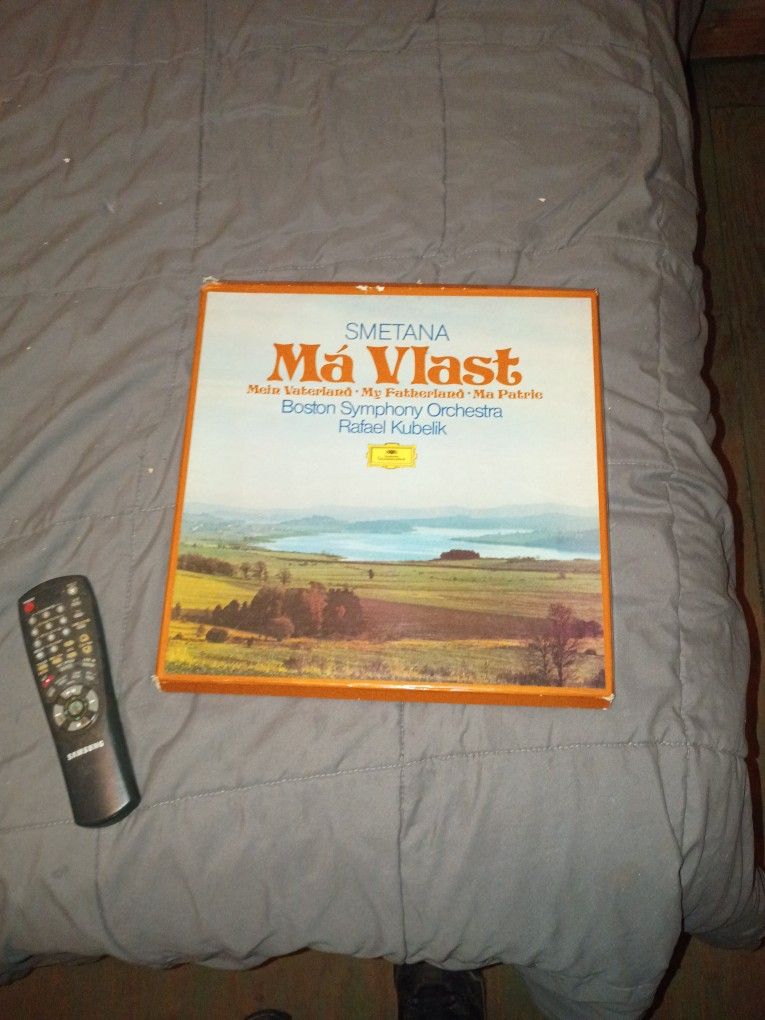 SMETANA
Má Vlast
Mein Vaterland · My Fatherland · Ma Patrie
Boston Symphony Orchestra
Rafael Kubelik
SAMSUNG